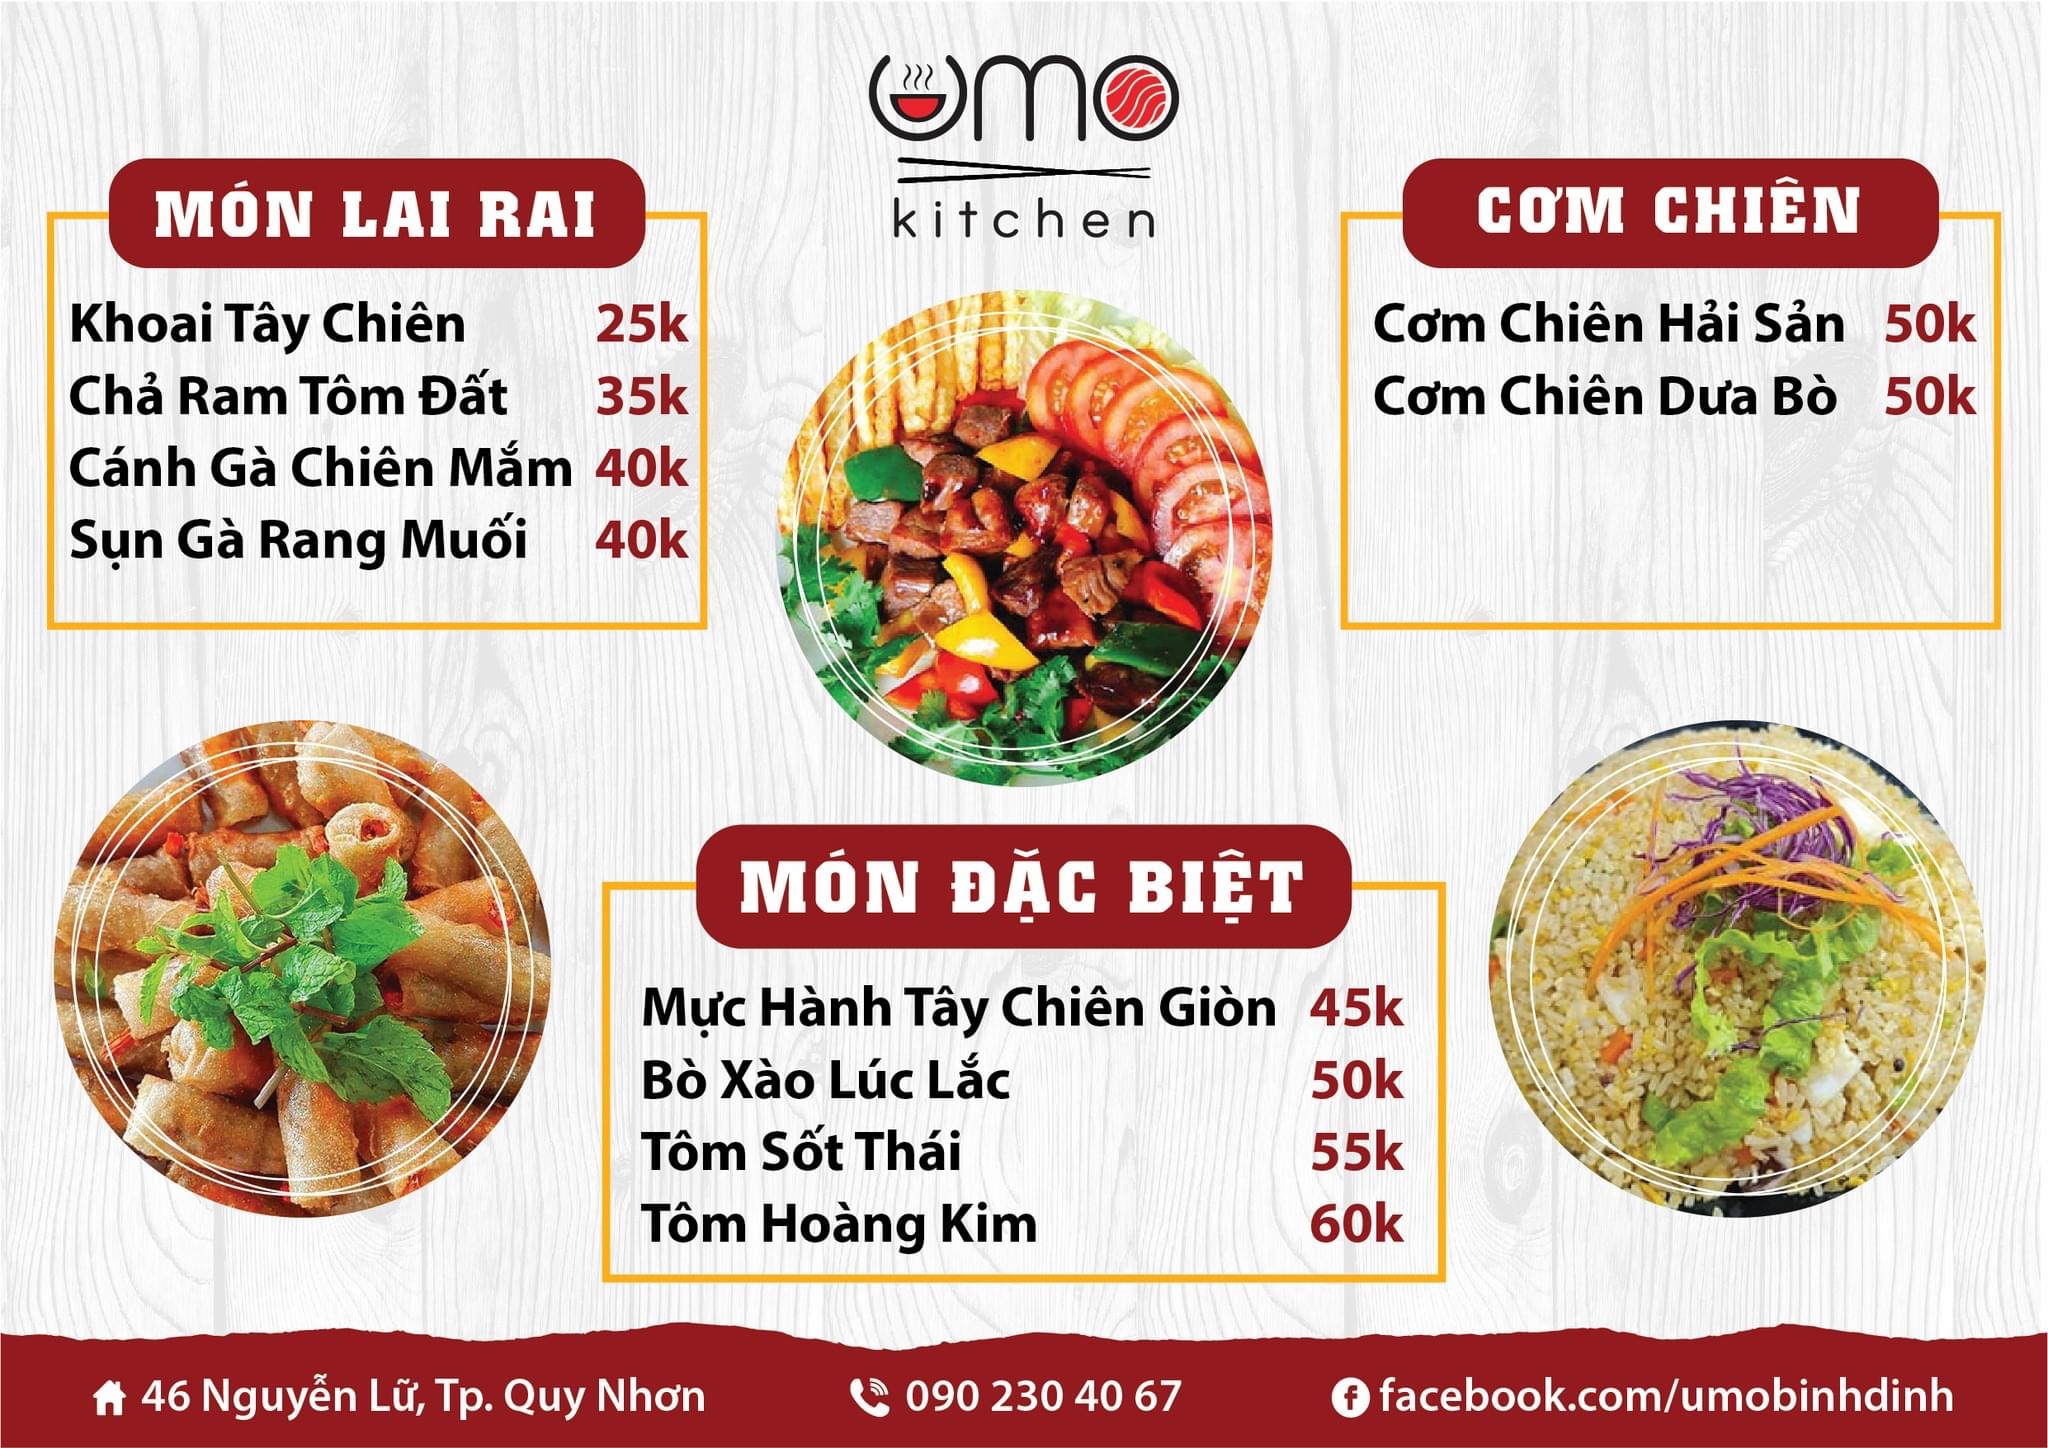 umo
kitchen
MÓN LAI RAI
Khoai Tây Chiên 25k
Chả Ram Tôm Đất 35k
Cánh Gà Chiên Mắm 40k
Sụn Gà Rang Muối 40k
CƠM CHIÊN
Cơm Chiên Hải Sản 50k
Cơm Chiên Dưa Bò 50k
MÓN ĐẶC BIỆT
Mực Hành Tây Chiên Giòn 45k
Bò Xào Lúc Lắc 50k
Tôm Sốt Thái 55k
Tôm Hoàng Kim 60k
46 Nguyễn Lữ, Tp. Quy Nhơn
090 230 40 67
facebook.com/umobinhdinh